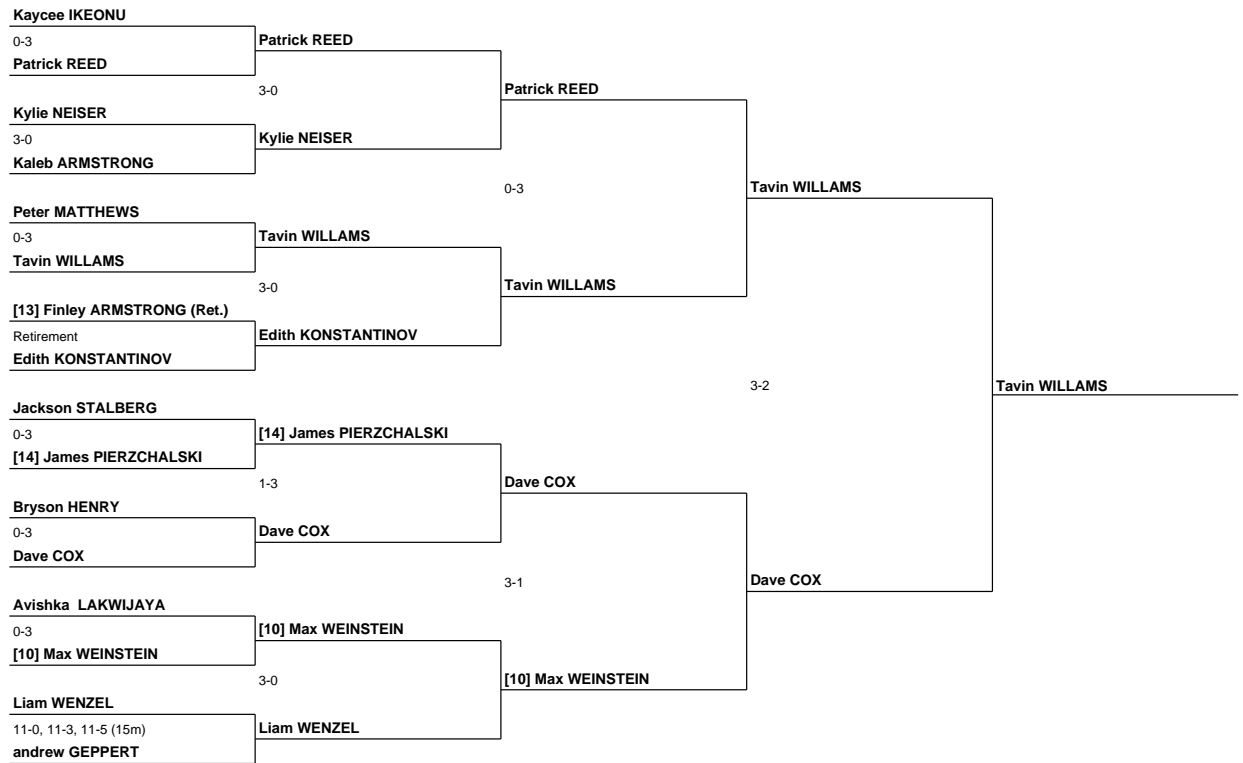 Kaycee IKEONU
0-3
Patrick REED
Patrick REED
3-0
Patrick REED
Kylie NEISER
3-0
Kylie NEISER
Kaleb ARMSTRONG
0-3
Tavin WILLAMS
Peter MATTHEWS
0-3
Tavin WILLAMS
Tavin WILLAMS
3-0
Tavin WILLAMS
[13] Finley ARMSTRONG (Ret.)
Retirement
Edith KONSTANTINOV
Edith KONSTANTINOV
3-2
Tavin WILLAMS
Jackson STALBERG
0-3
[14] James PIERZCHALSKI
[14] James PIERZCHALSKI
1-3
Dave COX
Bryson HENRY
0-3
Dave COX
Dave COX
3-1
Dave COX
Avishka  LAKWIJAYA
0-3
[10] Max WEINSTEIN
[10] Max WEINSTEIN
3-0
[10] Max WEINSTEIN
Liam WENZEL
11-0, 11-3, 11-5 (15m)
Liam WENZEL
andrew GEPPERT